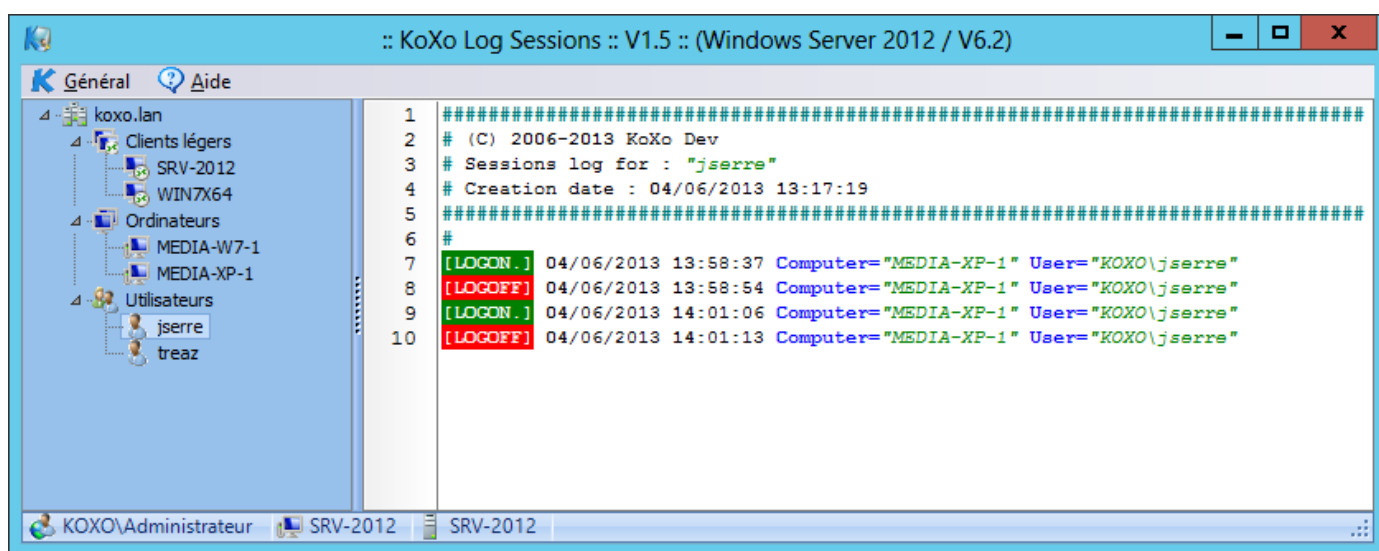 :: KoXo Log Sessions :: V1.5 :: (Windows Server 2012 / V6.2)
Général Aide
koxo.lan
Clients légers
SRV-2012
WIN7X64
Ordinateurs
MEDIA-W7-1
MEDIA-XP-1
Utilisateurs
jserre
treaz
1 ################################################################################
2 # (C) 2006-2013 KoXo Dev
3 # Sessions log for : "jserre"
4 # Creation date : 04/06/2013 13:17:19
5 ################################################################################
6 #
7 [LOGON.] 04/06/2013 13:58:37 Computer="MEDIA-XP-1" User="KOXO\jserre"
8 [LOGOFF] 04/06/2013 13:58:54 Computer="MEDIA-XP-1" User="KOXO\jserre"
9 [LOGON.] 04/06/2013 14:01:06 Computer="MEDIA-XP-1" User="KOXO\jserre"
10 [LOGOFF] 04/06/2013 14:01:13 Computer="MEDIA-XP-1" User="KOXO\jserre"
KOXO\Administrateur SRV-2012 SRV-2012